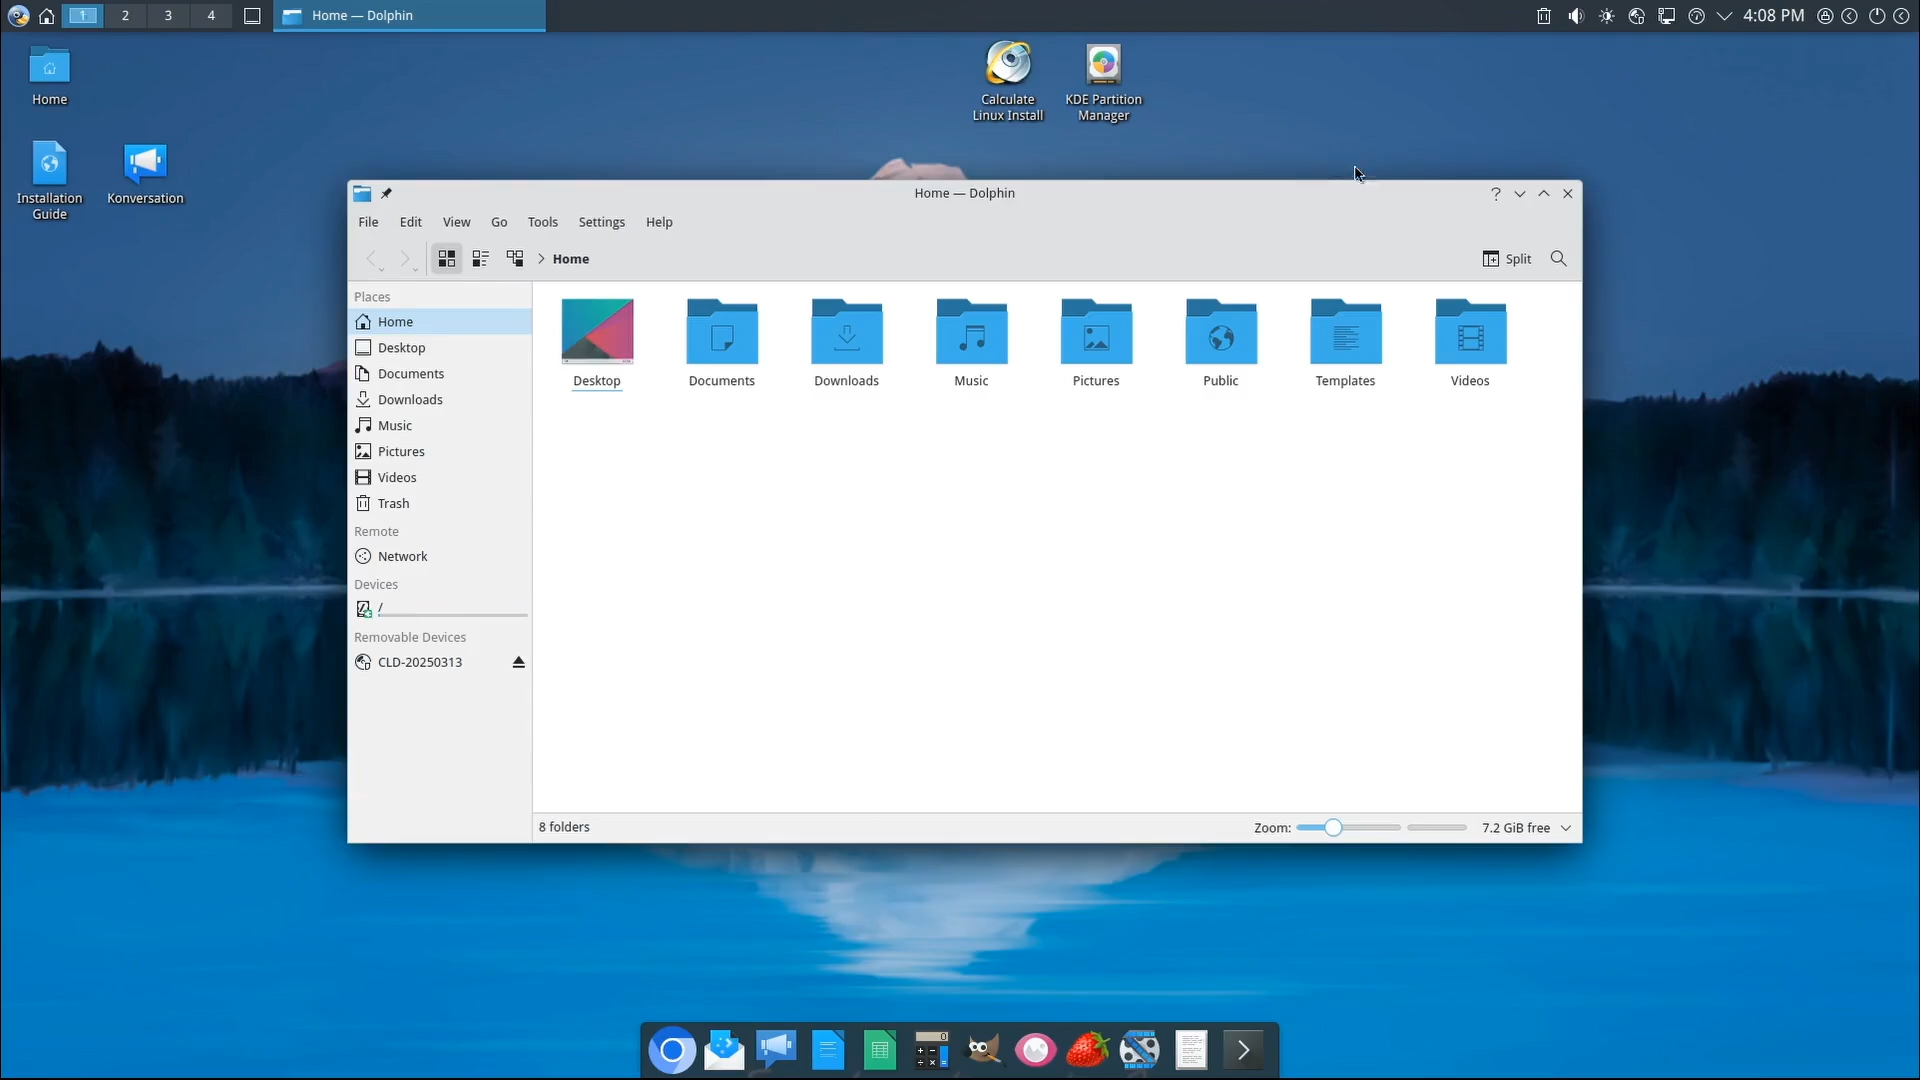 1
2
3
4
Home — Dolphin
4:08 PM
Home
Calculate
Linux Install
KDE Partition
Manager
Installation
Guide
Konversation
Home — Dolphin
File
Edit
View
Go
Tools
Settings
Help
Home
Split
Places
Home
Desktop
Documents
Downloads
Music
Pictures
Videos
Trash
Remote
Network
Devices
/
Removable Devices
CLD-20250313
Desktop
Documents
Downloads
Music
Pictures
Public
Templates
Videos
8 folders
Zoom:
7.2 GiB free